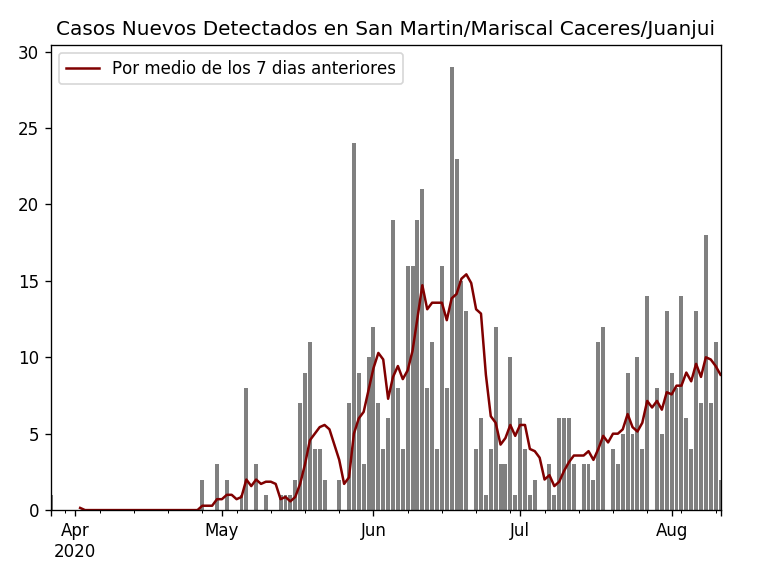 Casos Nuevos Detectados en San Martin/Mariscal Caceres/Juanjui
Por medio de los 7 dias anteriores
30
25
20
15
10
5
0
Apr May Jun Jul Aug
2020